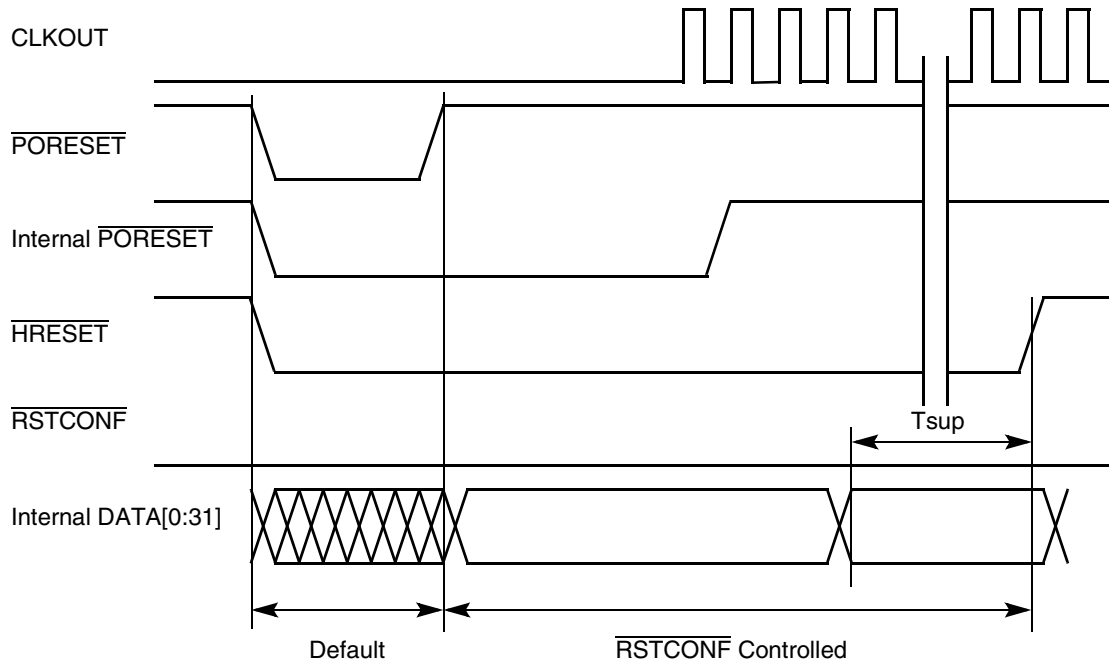 CLKOUT
PORESET
Internal PORESET
HRESET
RSTCONF
Tsup
Internal DATA[0:31]
Default
RSTCONF Controlled